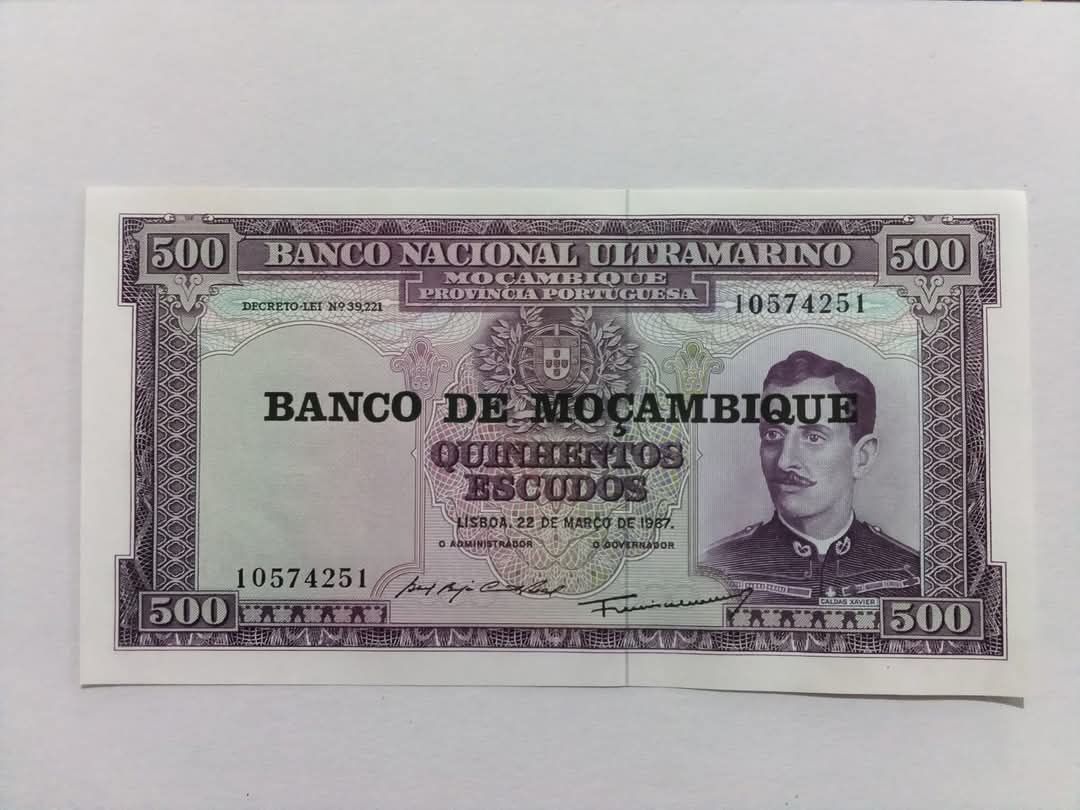 500 BANCO NACIONAL ULTRAMARINO 500
MOÇAMBIQUE
PROVINCIA PORTUGUESA
DECRETO-LEI Nº 39,221
10574251
BANCO DE MOÇAMBIQUE
QUINHENTOS
ESCUDOS
LISBOA, 22 DE MARÇO DE 1967.
O ADMINISTRADOR O GOVERNADOR
10574251
CALDAS XAVIER
500 500